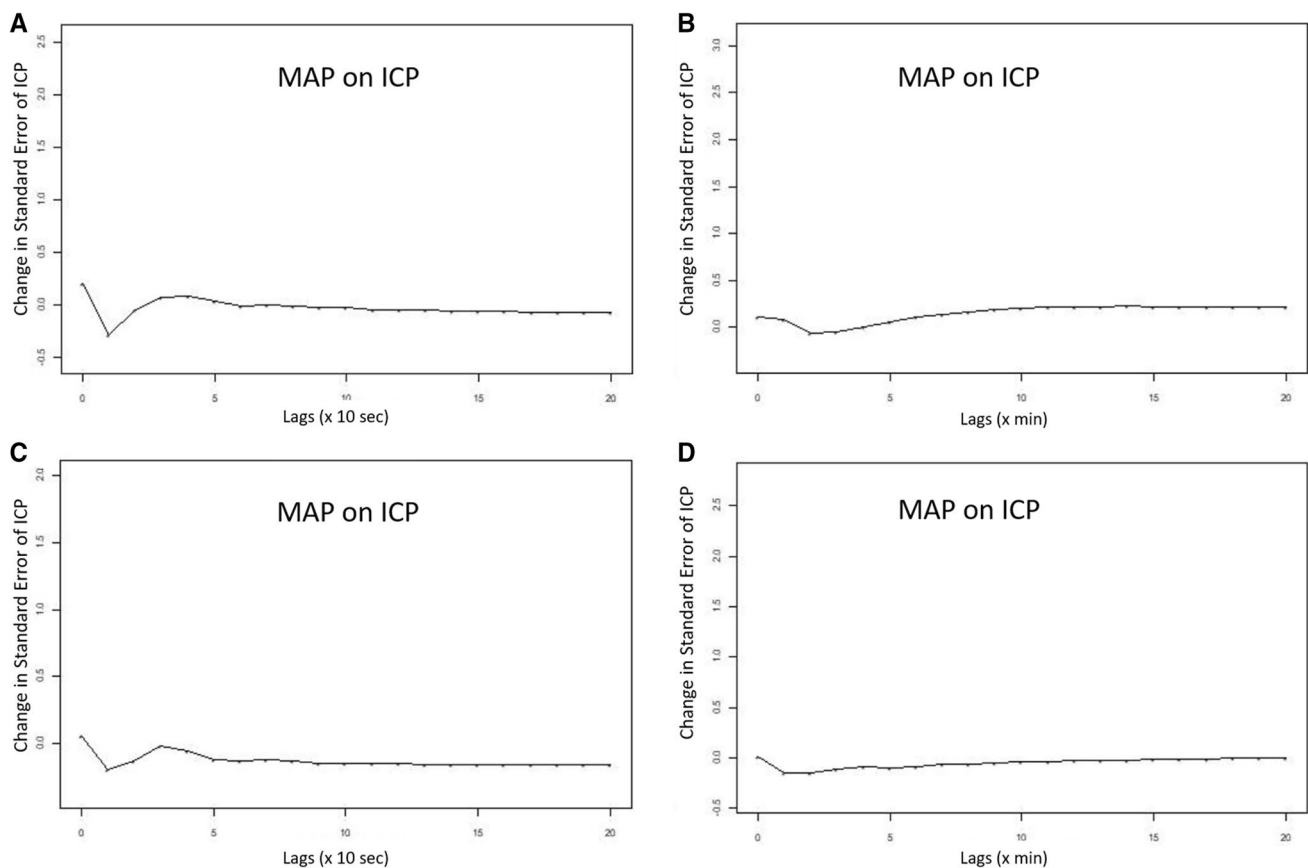 A
MAP on ICP
Change in Standard Error of ICP
2.5
2.0
1.5
1.0
0.5
0.0
-0.5
0 5 10 15 20
Lags (x 10 sec)
B
MAP on ICP
Change in Standard Error of ICP
3.0
2.5
2.0
1.5
1.0
0.5
0.0
0 5 10 15 20
Lags (x min)
C
MAP on ICP
Change in Standard Error of ICP
2.0
1.5
1.0
0.5
0.0
0 5 10 15 20
Lags (x 10 sec)
D
MAP on ICP
Change in Standard Error of ICP
2.5
2.0
1.5
1.0
0.5
0.0
-0.5
0 5 10 15 20
Lags (x min)